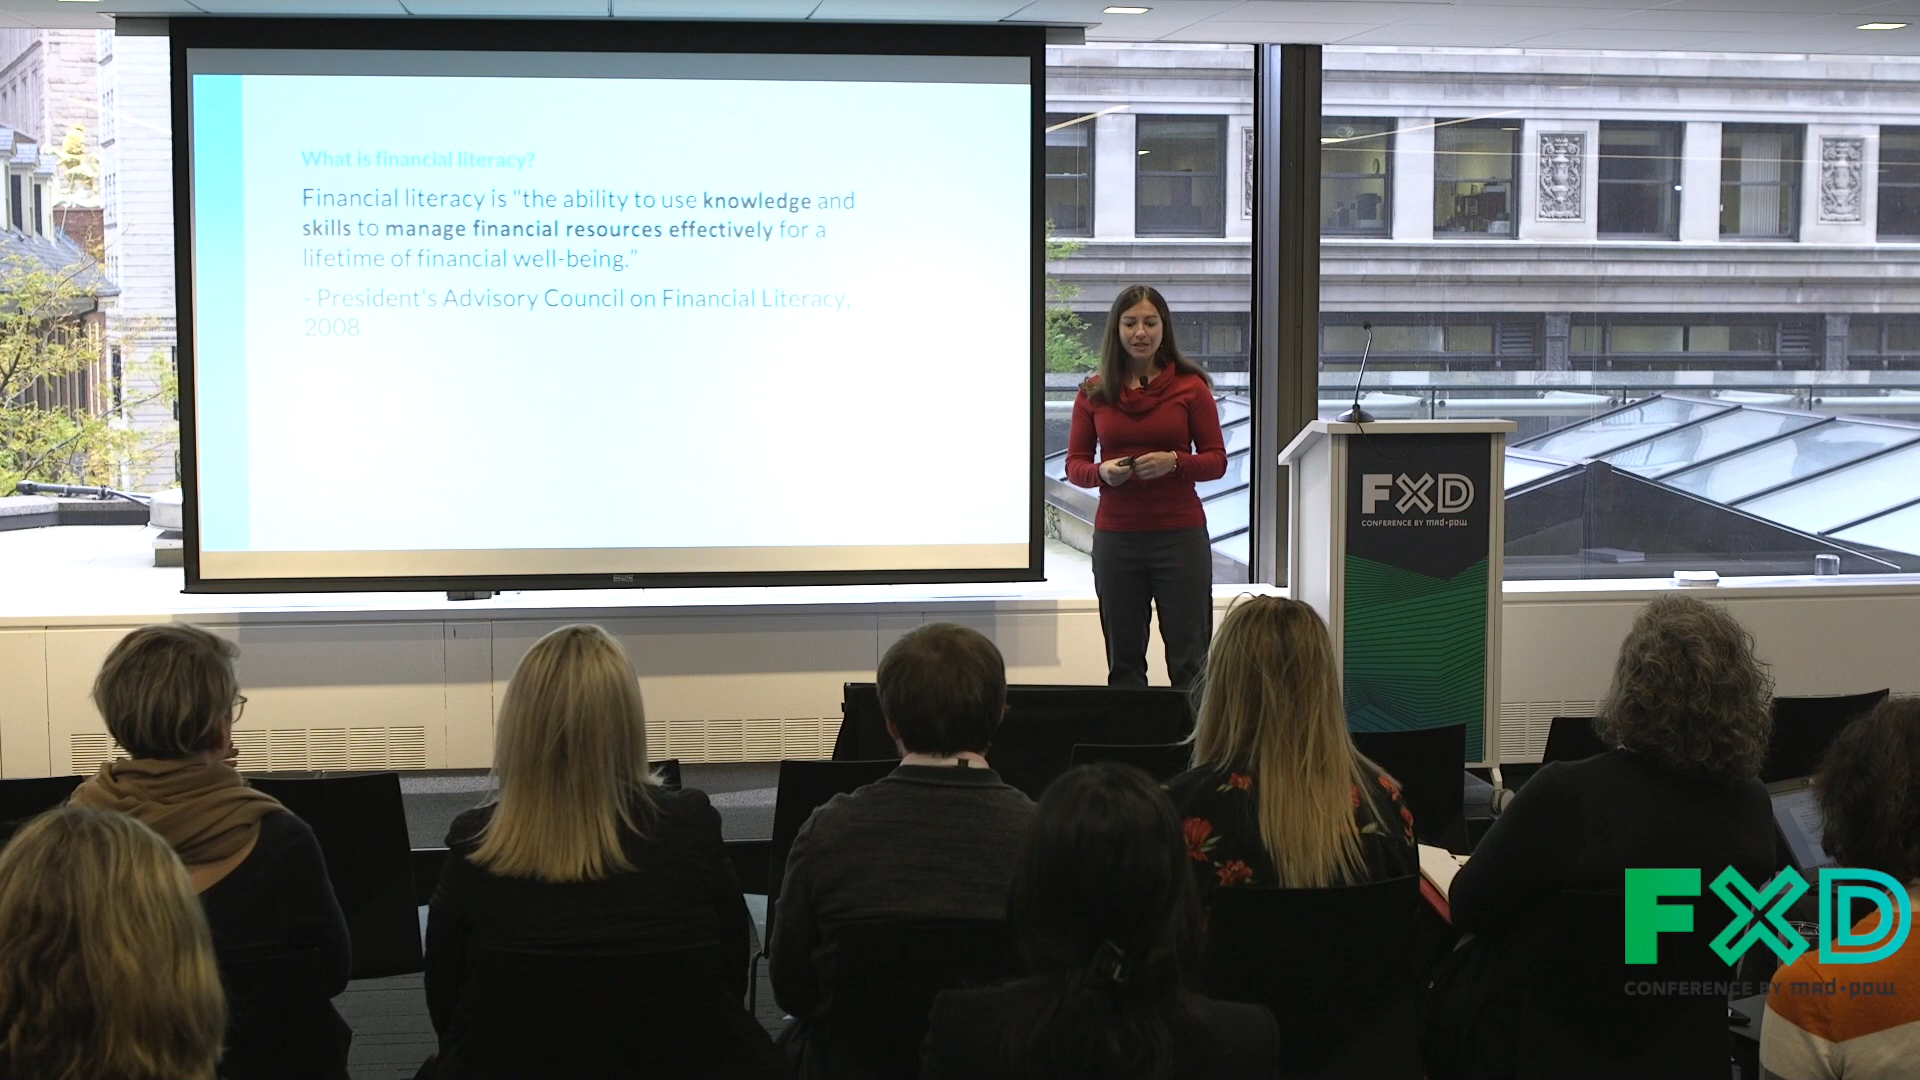 What is financial literacy?
Financial literacy is "the ability to use knowledge and
skills to manage financial resources effectively for a
lifetime of financial well-being."
- President's Advisory Council on Financial Literacy,
2008
FXD
CONFERENCE BY mad•pow
FXD
CONFERENCE BY mad•pow